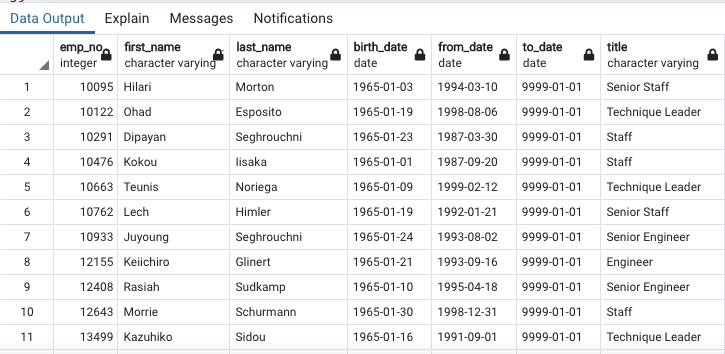 Data Output Explain Messages Notifications
emp_no first_name last_name birth_date from_date to_date title
integer character varying character varying date date date character varying
1 10095 Hilari Morton 1965-01-03 1994-03-10 9999-01-01 Senior Staff
2 10122 Ohad Esposito 1965-01-19 1998-08-06 9999-01-01 Technique Leader
3 10291 Dipayan Seghrouchni 1965-01-23 1987-03-30 9999-01-01 Staff
4 10476 Kokou Iisaka 1965-01-01 1987-09-20 9999-01-01 Staff
5 10663 Teunis Noriega 1965-01-09 1999-02-12 9999-01-01 Technique Leader
6 10762 Lech Himler 1965-01-19 1992-01-21 9999-01-01 Senior Staff
7 10933 Juyoung Seghrouchni 1965-01-24 1993-08-02 9999-01-01 Senior Engineer
8 12155 Keiichiro Glinert 1965-01-21 1993-09-16 9999-01-01 Engineer
9 12408 Rasiah Sudkamp 1965-01-10 1995-04-18 9999-01-01 Senior Engineer
10 12643 Morrie Schurmann 1965-01-30 1998-12-31 9999-01-01 Staff
11 13499 Kazuhiko Sidou 1965-01-16 1991-09-01 9999-01-01 Technique Leader